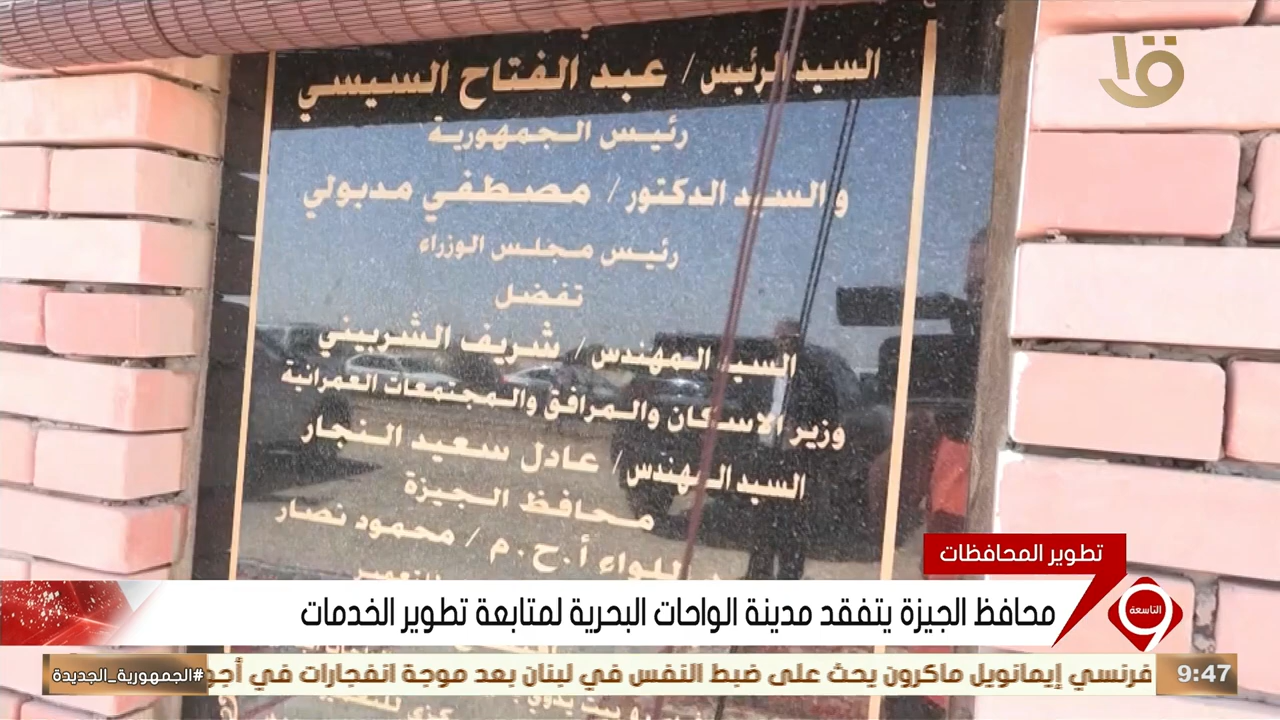 السيد الرئيس / عبد الفتاح السيسي
رئيس الجمهورية
و السيد الدكتور / مصطفي مدبولي
رئيس مجلس الوزراء
تفضل
السيد المهندس / شريف الشربيني
وزير الاسكان والمرافق والمجتمعات العمرانية
السيد المهندس / عادل سعيد النجار
محافظ الجيزة
اللواء أ.ح.م / محمود نصار
تطوير المحافظات
التاسعة
محافظ الجيزة يتفقد مدينة الواحات البحرية لمتابعة تطوير الخدمات
9:47
فرنسي إيمانويل ماكرون يحث على ضبط النفس في لبنان بعد موجة انفجارات في أجو
#الجمهورية_الجديدة